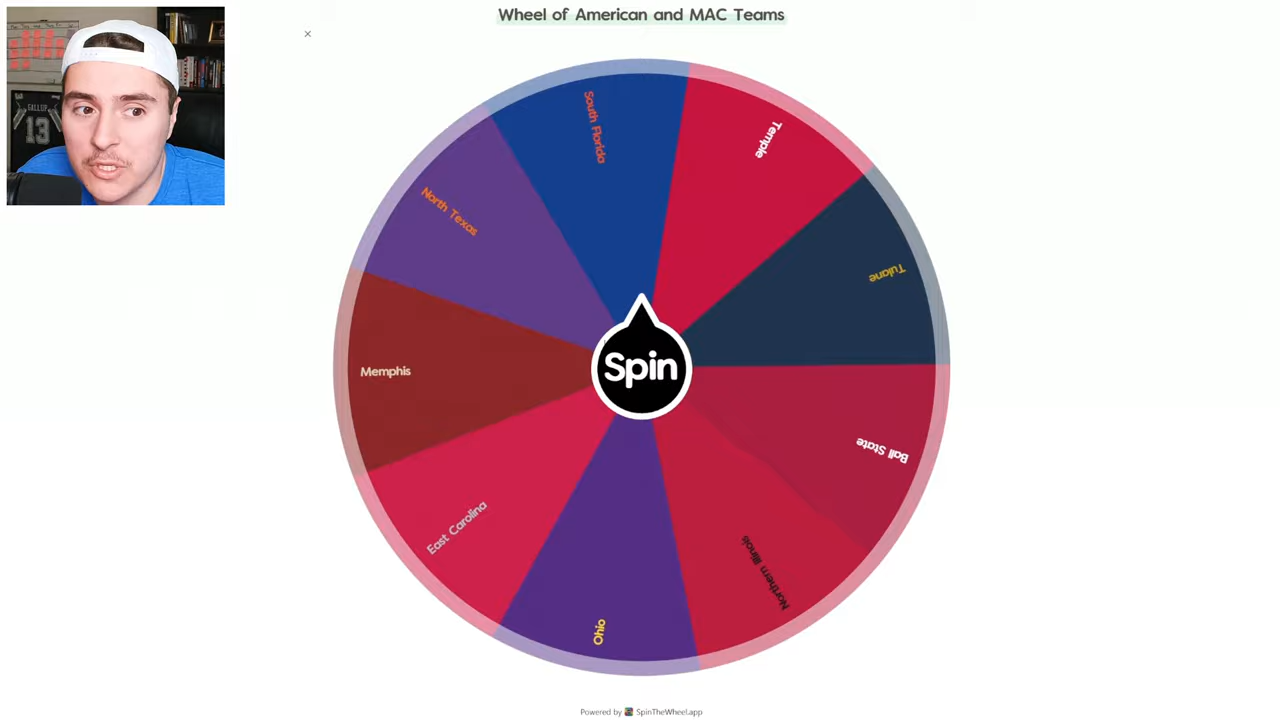 Wheel of American and MAC Teams
×
GALLUP
13
South Florida
Temple
North Texas
Tulane
Memphis
Spin
Ball State
East Carolina
Northern Illinois
Ohio
Powered by SpinTheWheel.app